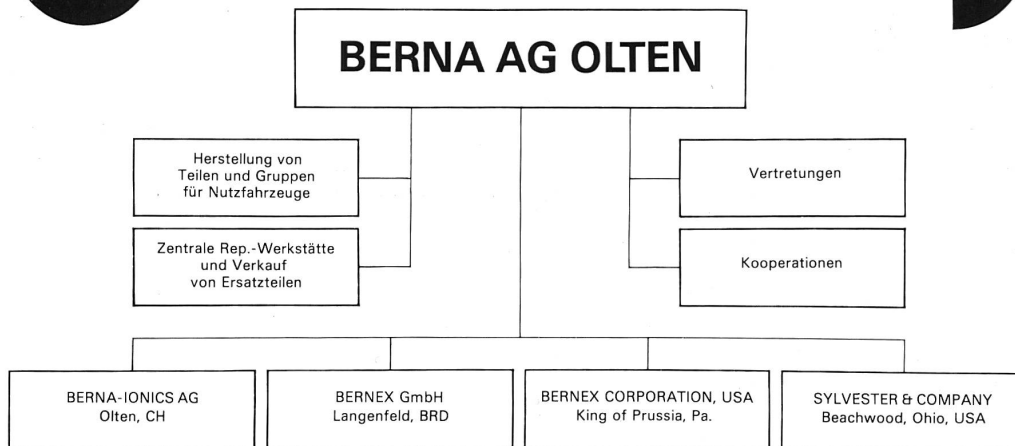 BERNA AG OLTEN
Herstellung von
Teilen und Gruppen
für Nutzfahrzeuge
Vertretungen
Zentrale Rep.-Werkstätte
und Verkauf
von Ersatzteilen
Kooperationen
BERNA-IONICS AG
Olten, CH
BERNEX GmbH
Langenfeld, BRD
BERNEX CORPORATION, USA
King of Prussia, Pa.
SYLVESTER & COMPANY
Beachwood, Ohio, USA